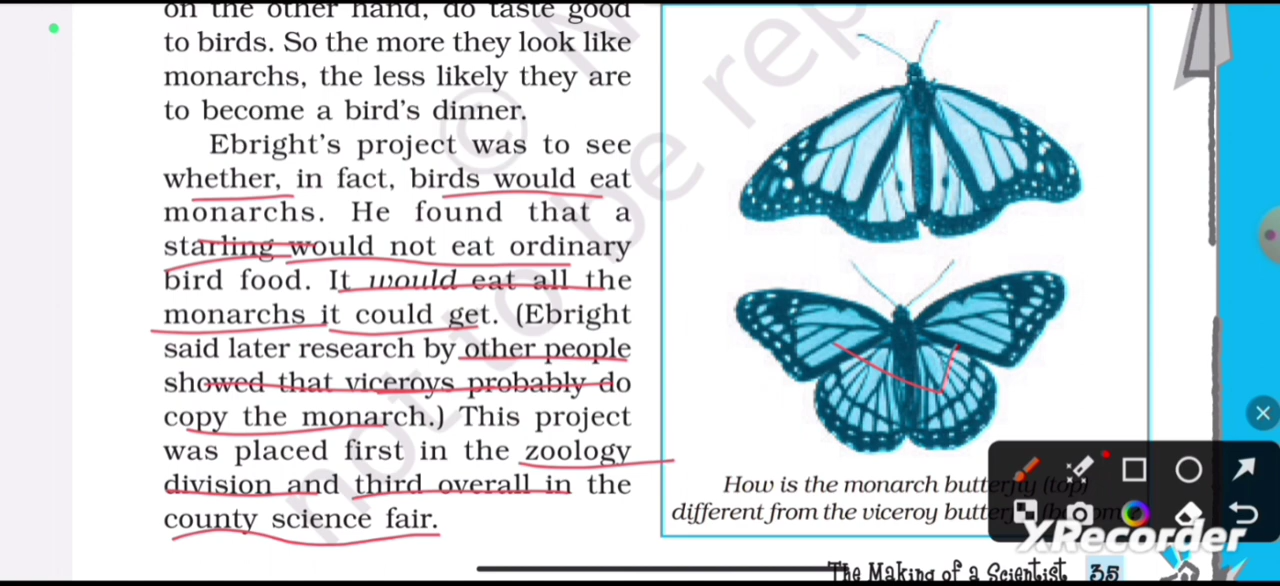 on the other hand, do taste good
to birds. So the more they look like
monarchs, the less likely they are
to become a bird's dinner.
Ebright's project was to see
whether, in fact, birds would eat
monarchs. He found that a
starling would not eat ordinary
bird food. It would eat all the
monarchs it could get. (Ebright
said later research by other people
showed that viceroys probably do
copy the monarch.) This project
was placed first in the zoology
division and third overall in the
county science fair.
© N
not to be rep
How is the monarch butterfly (top)
different from the viceroy
XRecorder
The Making of a Scientist 35